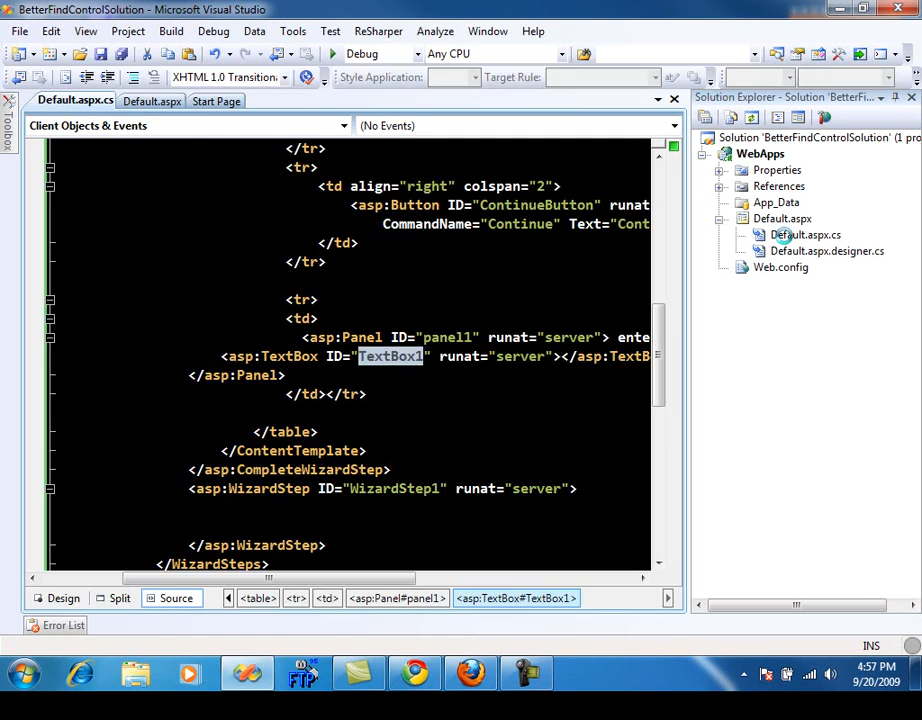 BetterFindControlSolution - Microsoft Visual Studio
File Edit View Project Build Debug Data Tools Test ReSharper Analyze Window Help
Debug Any CPU
XHTML 1.0 Transition Style Application: Target Rule:
Toolbox
Default.aspx.cs Default.aspx Start Page
Client Objects & Events (No Events)
</tr>
<tr>
<td align="right" colspan="2">
<asp:Button ID="ContinueButton" runat
CommandName="Continue" Text="Cont
</td>
</tr>
<tr>
<td>
<asp:Panel ID="panel1" runat="server"> ente
<asp:TextBox ID="TextBox1" runat="server"></asp:TextB
</asp:Panel>
</td></tr>
</table>
</ContentTemplate>
</asp:CompleteWizardStep>
<asp:WizardStep ID="WizardStep1" runat="server">
</asp:WizardStep>
</WizardSteps>
Design Split Source <table> <tr> <td> <asp:Panel#panel1> <asp:TextBox#TextBox1>
Error List
Solution Explorer - Solution 'BetterFi...
Solution 'BetterFindControlSolution' (1 pro
WebApps
Properties
References
App_Data
Default.aspx
Default.aspx.cs
Default.aspx.designer.cs
Web.config
INS
FTP
4:57 PM
9/20/2009